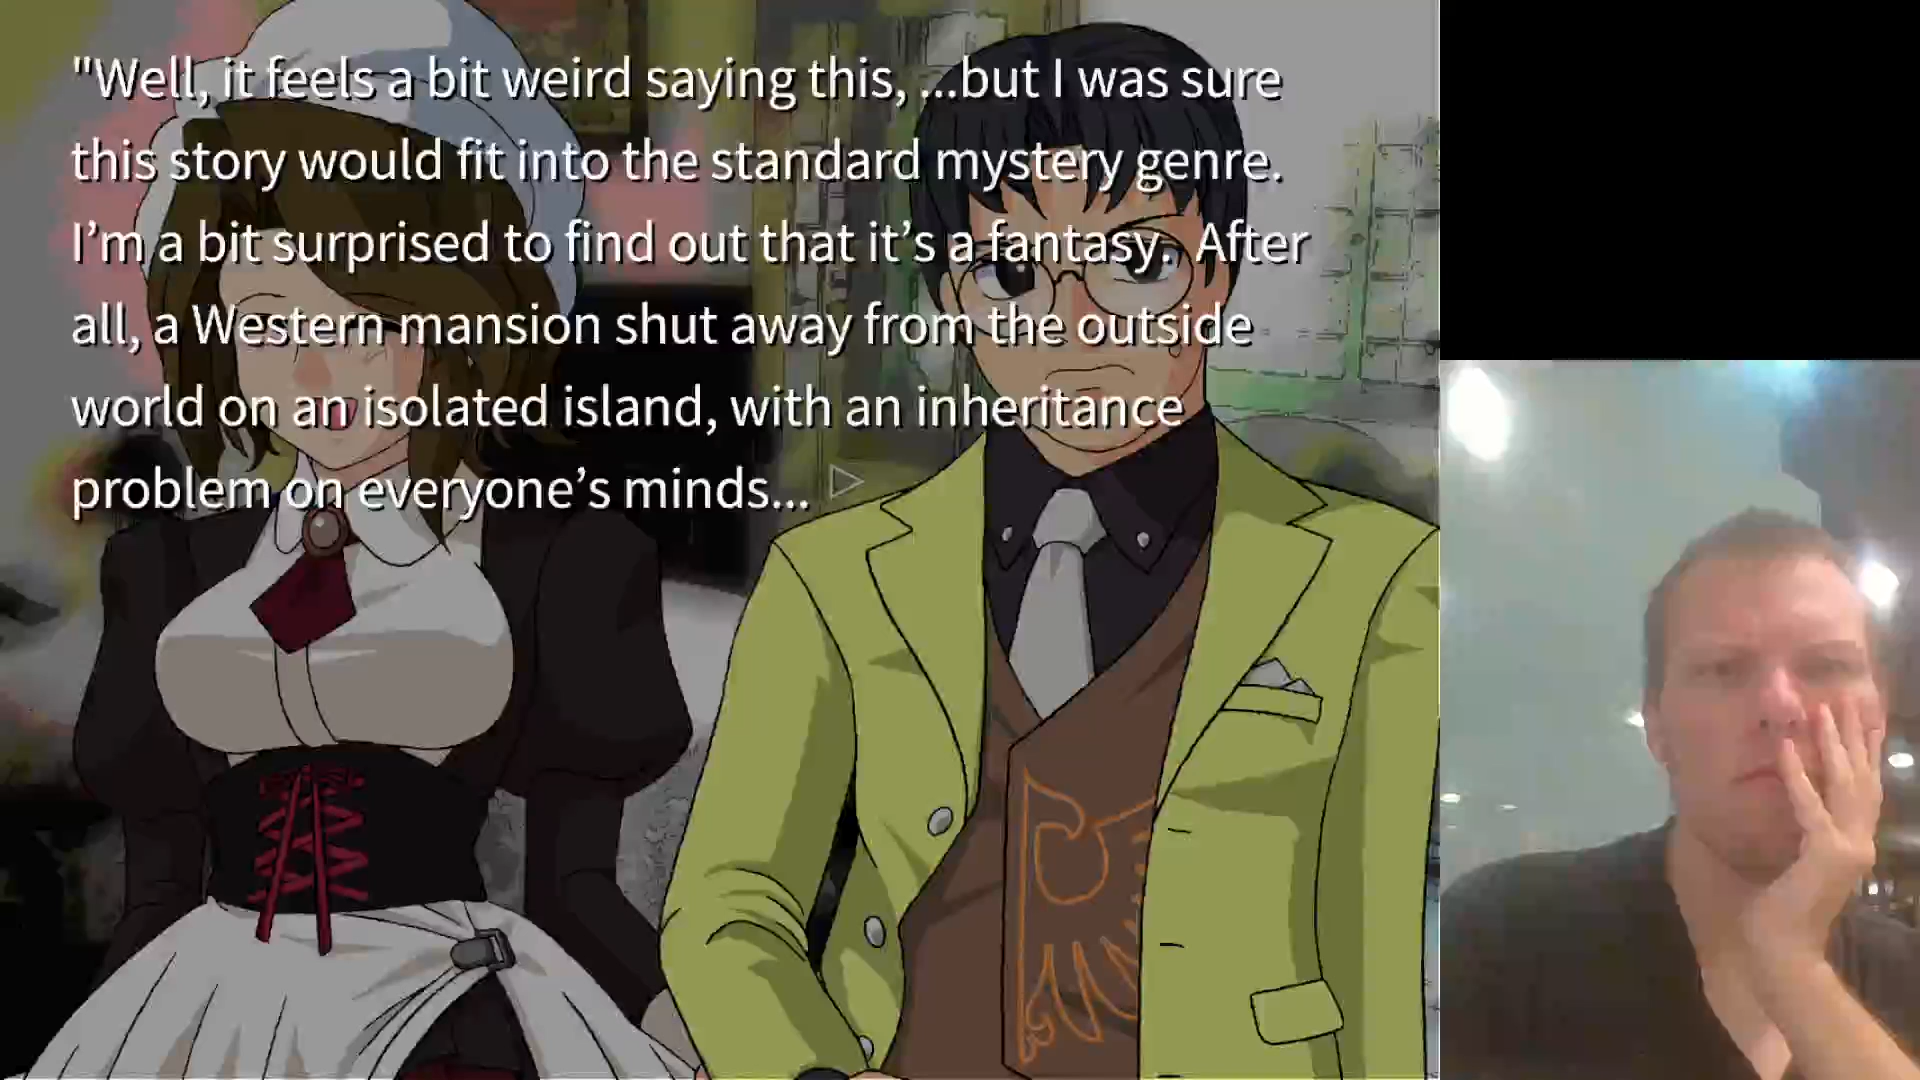 "Well, it feels a bit weird saying this, ...but I was sure
this story would fit into the standard mystery genre.
I’m a bit surprised to find out that it’s a fantasy.  After
all, a Western mansion shut away from the outside
world on an isolated island, with an inheritance
problem on everyone’s minds...